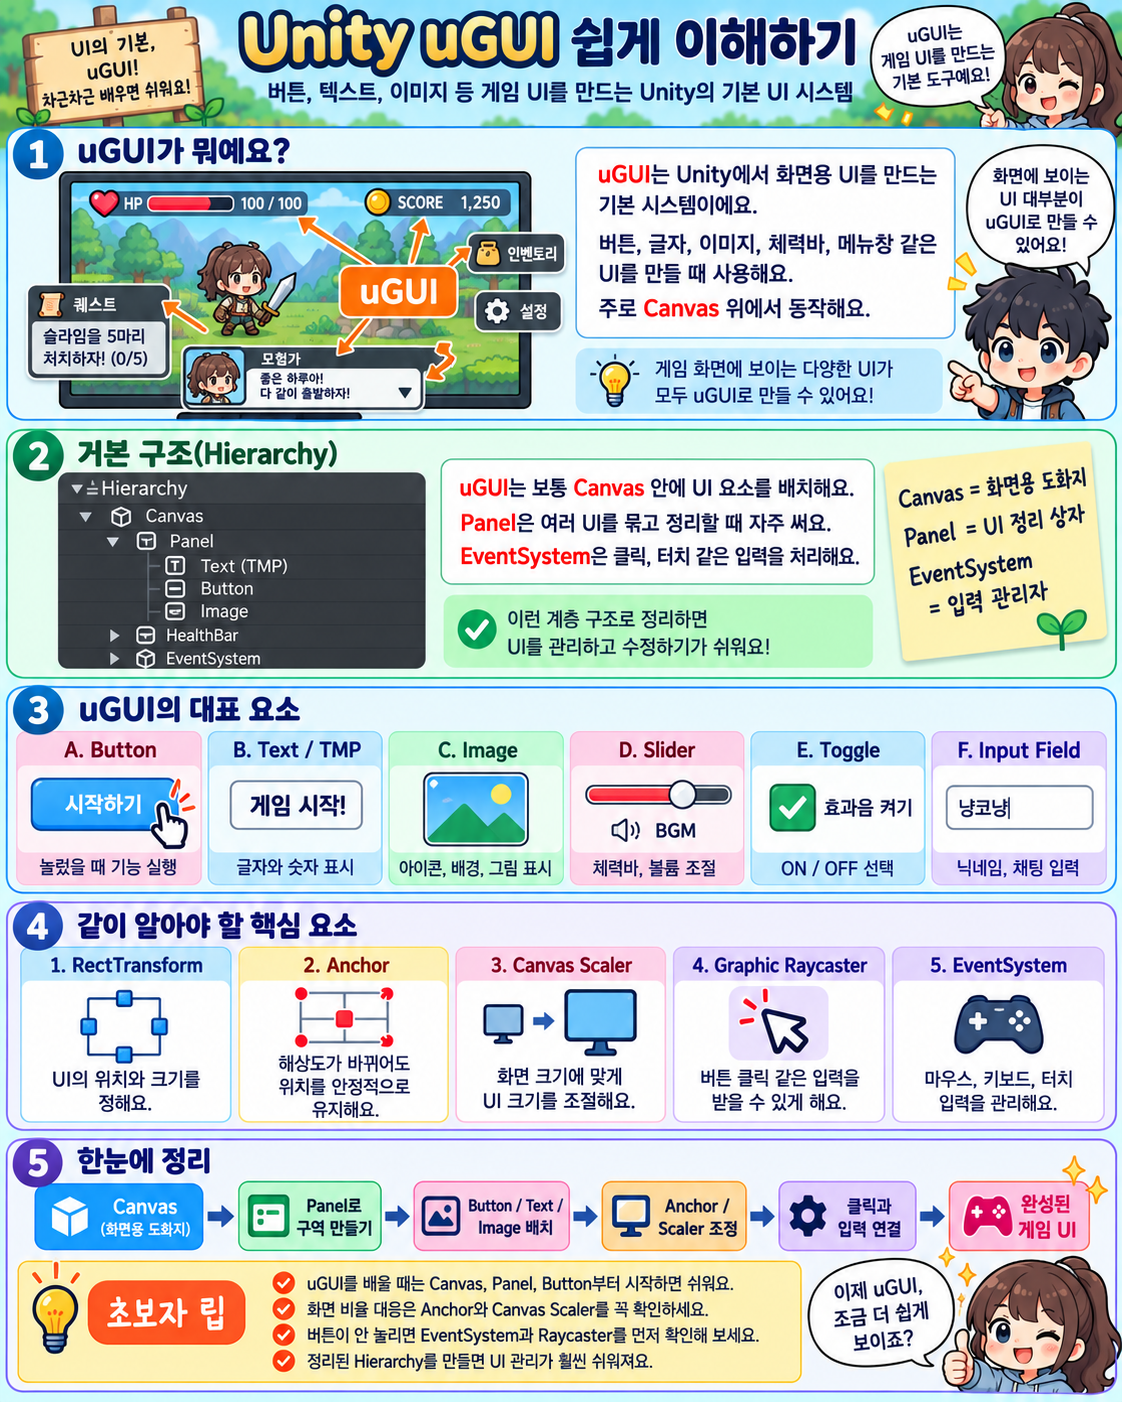 UI의 기본,
uGUI!
차근차근 배우면 쉬워요!
Unity uGUI 쉽게 이해하기
버튼, 텍스트, 이미지 등 게임 UI를 만드는 Unity의 기본 UI 시스템
uGUI는
게임 UI를 만드는
기본 도구예요!
1 uGUI가 뭐예요?
HP 100 / 100
SCORE 1,250
인벤토리
설정
uGUI
퀘스트
슬라임을 5마리
처치하자! (0/5)
모험가
좋은 하루아!
다 같이 출발하자!
uGUI는 Unity에서 화면용 UI를 만드는
기본 시스템이에요.
버튼, 글자, 이미지, 체력바, 메뉴창 같은
UI를 만들 때 사용해요.
주로 Canvas 위에서 동작해요.
게임 화면에 보이는 다양한 UI가
모두 uGUI로 만들 수 있어요!
화면에 보이는
UI 대부분이
uGUI로 만들 수
있어요!
2 거본 구조(Hierarchy)
Hierarchy
Canvas
Panel
Text (TMP)
Button
Image
HealthBar
EventSystem
uGUI는 보통 Canvas 안에 UI 요소를 배치해요.
Panel은 여러 UI를 묶고 정리할 때 자주 써요.
EventSystem은 클릭, 터치 같은 입력을 처리해요.
이런 계층 구조로 정리하면
UI를 관리하고 수정하기가 쉬워요!
Canvas = 화면용 도화지
Panel = UI 정리 상자
EventSystem
= 입력 관리자
3 uGUI의 대표 요소
A. Button
시작하기
놀렀을 때 기능 실행
B. Text / TMP
게임 시작!
글자와 숫자 표시
C. Image
아이콘, 배경, 그림 표시
D. Slider
BGM
체력바, 볼륨 조절
E. Toggle
효과음 켜기
ON / OFF 선택
F. Input Field
냥코냥
닉네임, 채팅 입력
4 같이 알아야 할 핵심 요소
1. RectTransform
UI의 위치와 크기를
정해요.
2. Anchor
해상도가 바뀌어도
위치를 안정적으로
유지해요.
3. Canvas Scaler
화면 크기에 맞게
UI 크기를 조절해요.
4. Graphic Raycaster
버튼 클릭 같은 입력을
받을 수 있게 해요.
5. EventSystem
마우스, 키보드, 터치
입력을 관리해요.
5 한눈에 정리
Canvas
(화면용 도화지)
Panel로
구역 만들기
Button / Text /
Image 배치
Anchor /
Scaler 조정
클릭과
입력 연결
완성된
게임 UI
초보자 립
uGUI를 배울 때는 Canvas, Panel, Button부터 시작하면 쉬워요.
화면 비율 대응은 Anchor와 Canvas Scaler를 꼭 확인하세요.
버튼이 안 눌리면 EventSystem과 Raycaster를 먼저 확인해 보세요.
정리된 Hierarchy를 만들면 UI 관리가 훨씬 쉬워져요.
이제 uGUI,
조금 더 쉽게
보이죠?